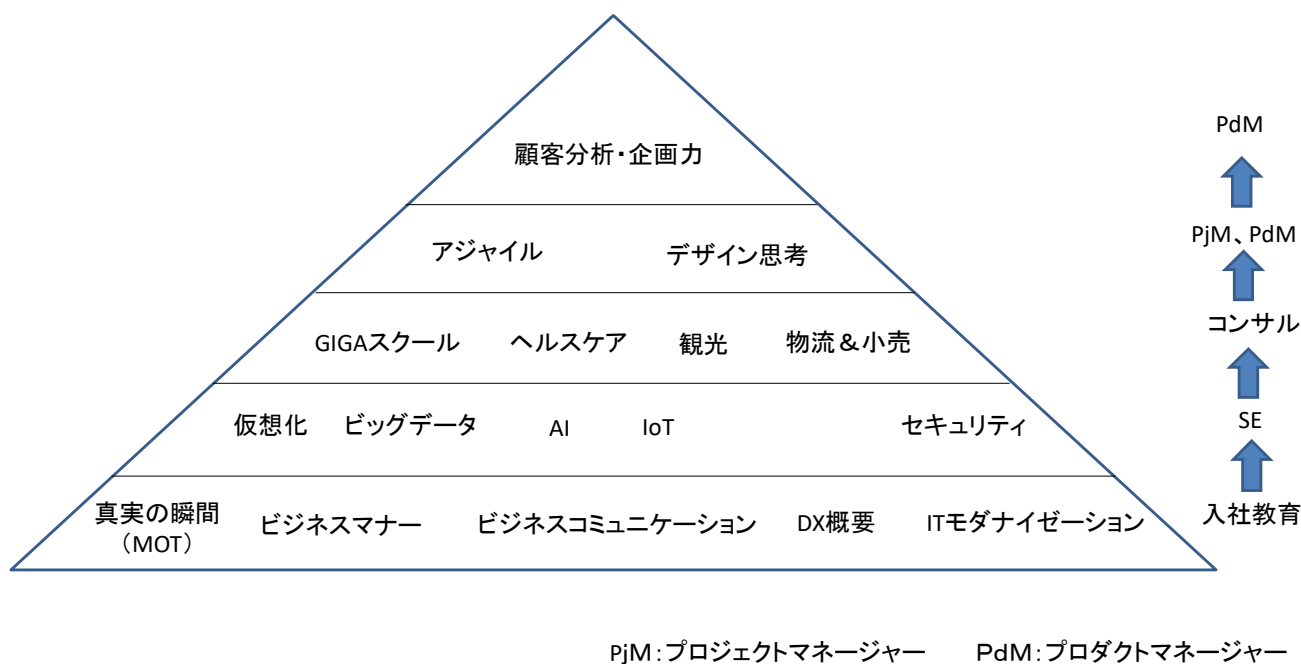 PdM
顧客分析・企画力
PjM、PdM
アジャイル デザイン思考
コンサル
GIGAスクール ヘルスケア 観光 物流＆小売
仮想化 ビッグデータ AI IoT セキュリティ
SE
真実の瞬間
（MOT）
ビジネスマナー ビジネスコミュニケーション DX概要 ITモダナイゼーション
入社教育
PjM：プロジェクトマネージャー PdM：プロダクトマネージャー